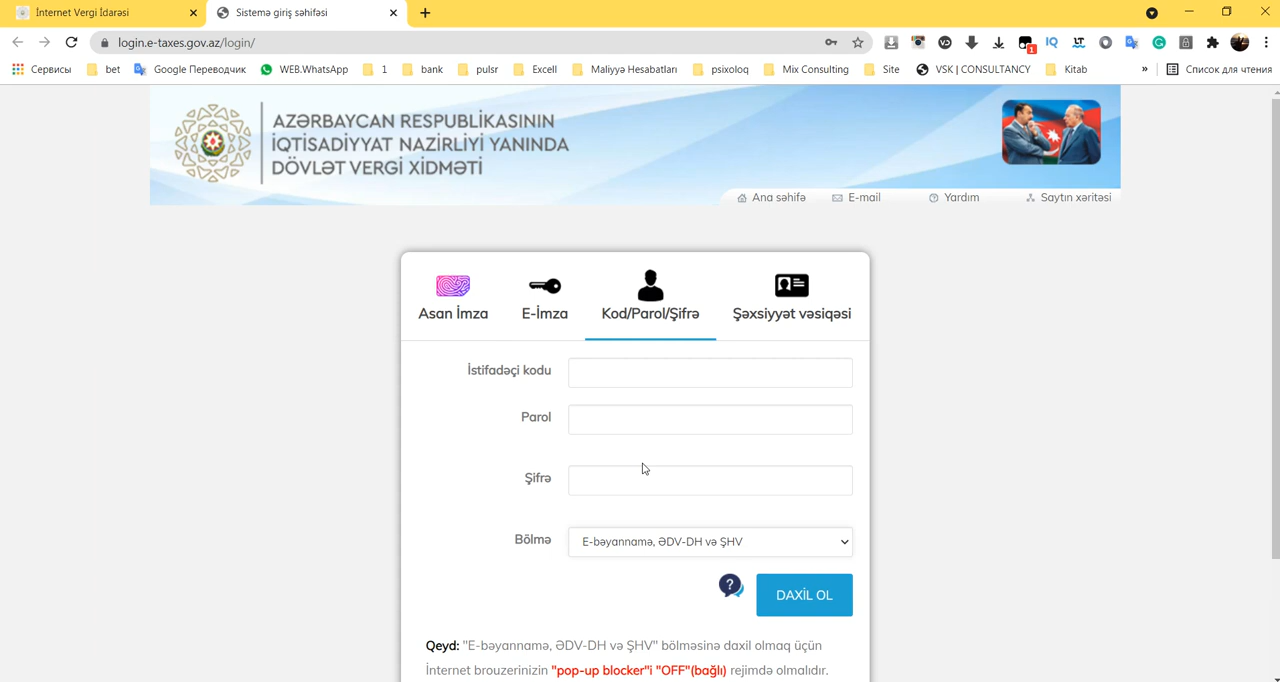 İnternet Vergi İdarəsi
Sistemə giriş səhifəsi
login.e-taxes.gov.az/login/
1
IQ
Сервисы
bet
Google Переводчик
WEB.WhatsApp
1
bank
pulsr
Excell
Maliyyə Hesabatları
psixoloq
Mix Consulting
Site
VSK | CONSULTANCY
Kitab
»
Список для чтения
AZƏRBAYCAN RESPUBLİKASININ
İQTİSADİYYAT NAZİRLİYİ YANINDA
DÖVLƏT VERGİ XİDMƏTİ
Ana səhifə
E-mail
Yardım
Saytın xəritəsi
Asan İmza
E-İmza
Kod/Parol/Şifrə
Şəxsiyyət vəsiqəsi
İstifadəçi kodu
Parol
Şifrə
Bölmə
E-bəyannamə, ƏDV-DH və ŞHV
?
DAXİL OL
Qeyd: "E-bəyannamə, ƏDV-DH və ŞHV" bölməsinə daxil olmaq üçün
İnternet brouzerinizin "pop-up blocker"i "OFF"(bağlı) rejimdə olmalıdır.